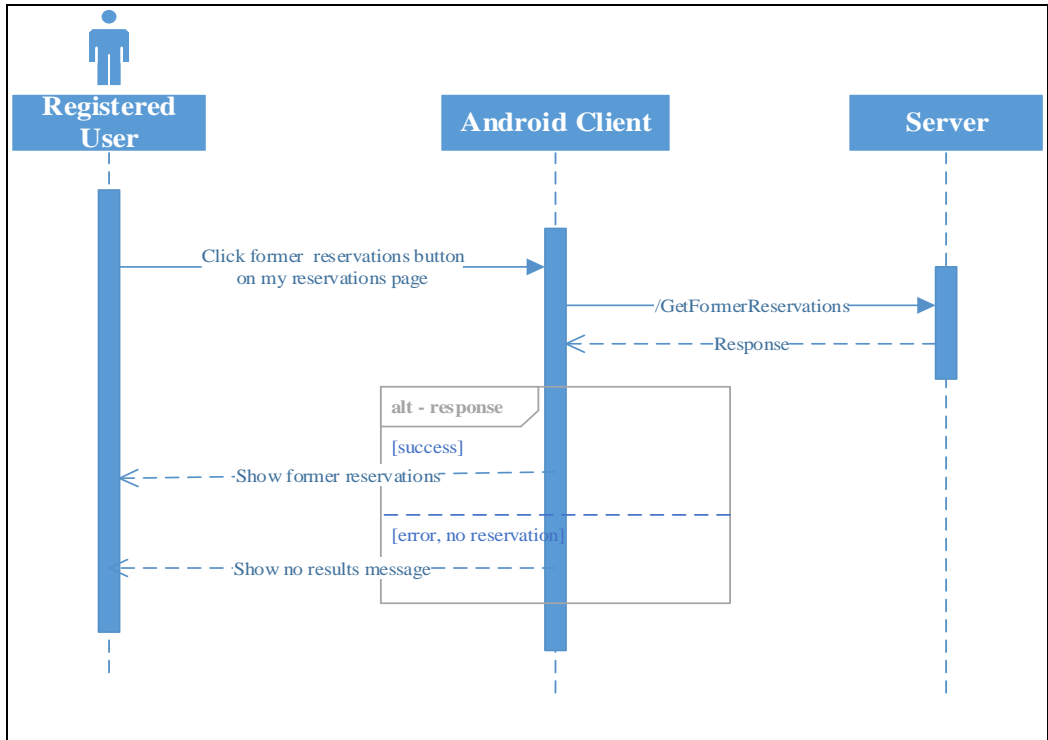 Registered
User
Android Client
Server
Click former reservations button
on my reservations page
/GetFormerReservations
Response
alt - response
[success]
Show former reservations
[error, no reservation]
Show no results message